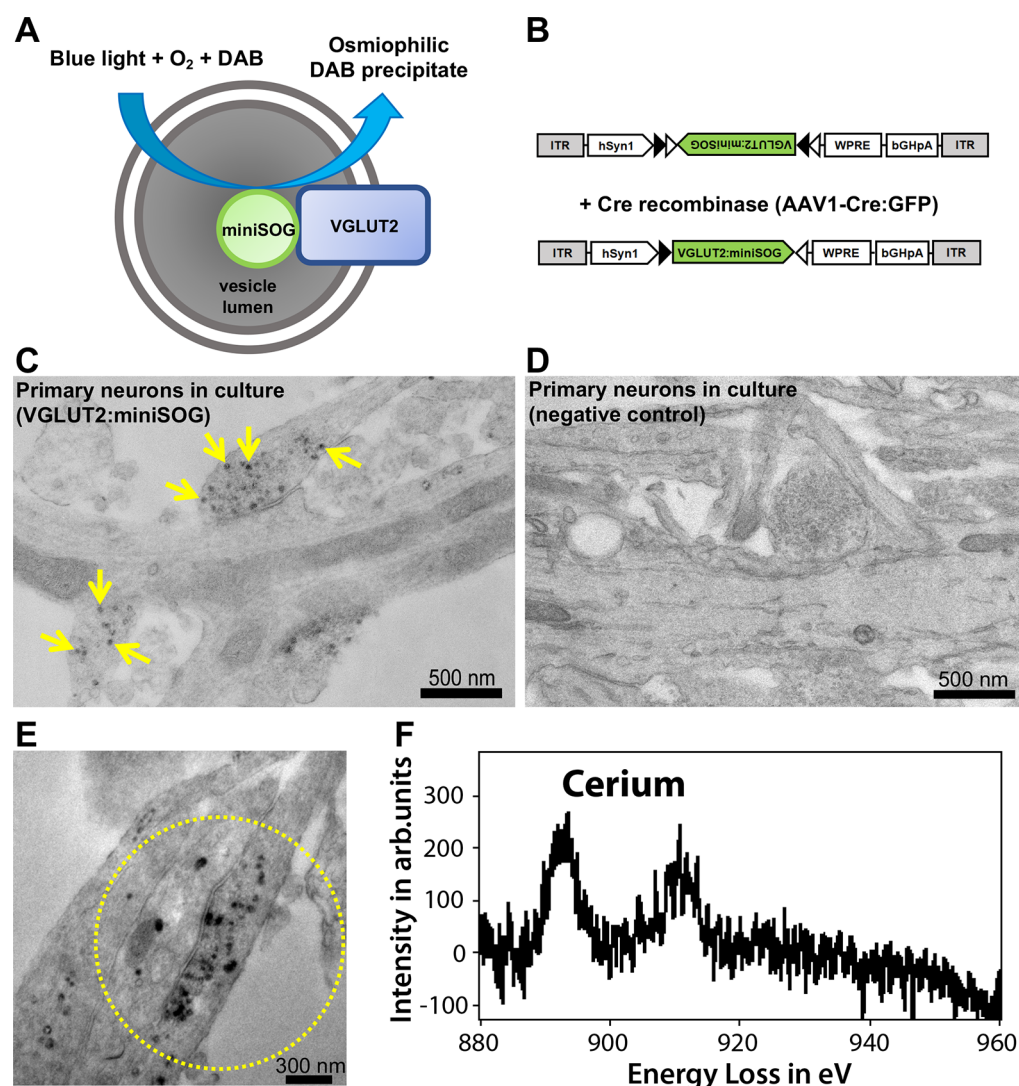 A
Blue light + O₂ + DAB
Osmiophilic
DAB precipitate
miniSOG
VGLUT2
vesicle
lumen
B
ITR hSyn1 VGLUT2:miniSOG WPRE bGHpA ITR
+ Cre recombinase (AAV1-Cre:GFP)
ITR hSyn1 VGLUT2:miniSOG WPRE bGHpA ITR
C
Primary neurons in culture
(VGLUT2:miniSOG)
500 nm
D
Primary neurons in culture
(negative control)
500 nm
E
300 nm
F
Cerium
Intensity in arb.units
300
200
100
0
-100
880 900 920 940 960
Energy Loss in eV